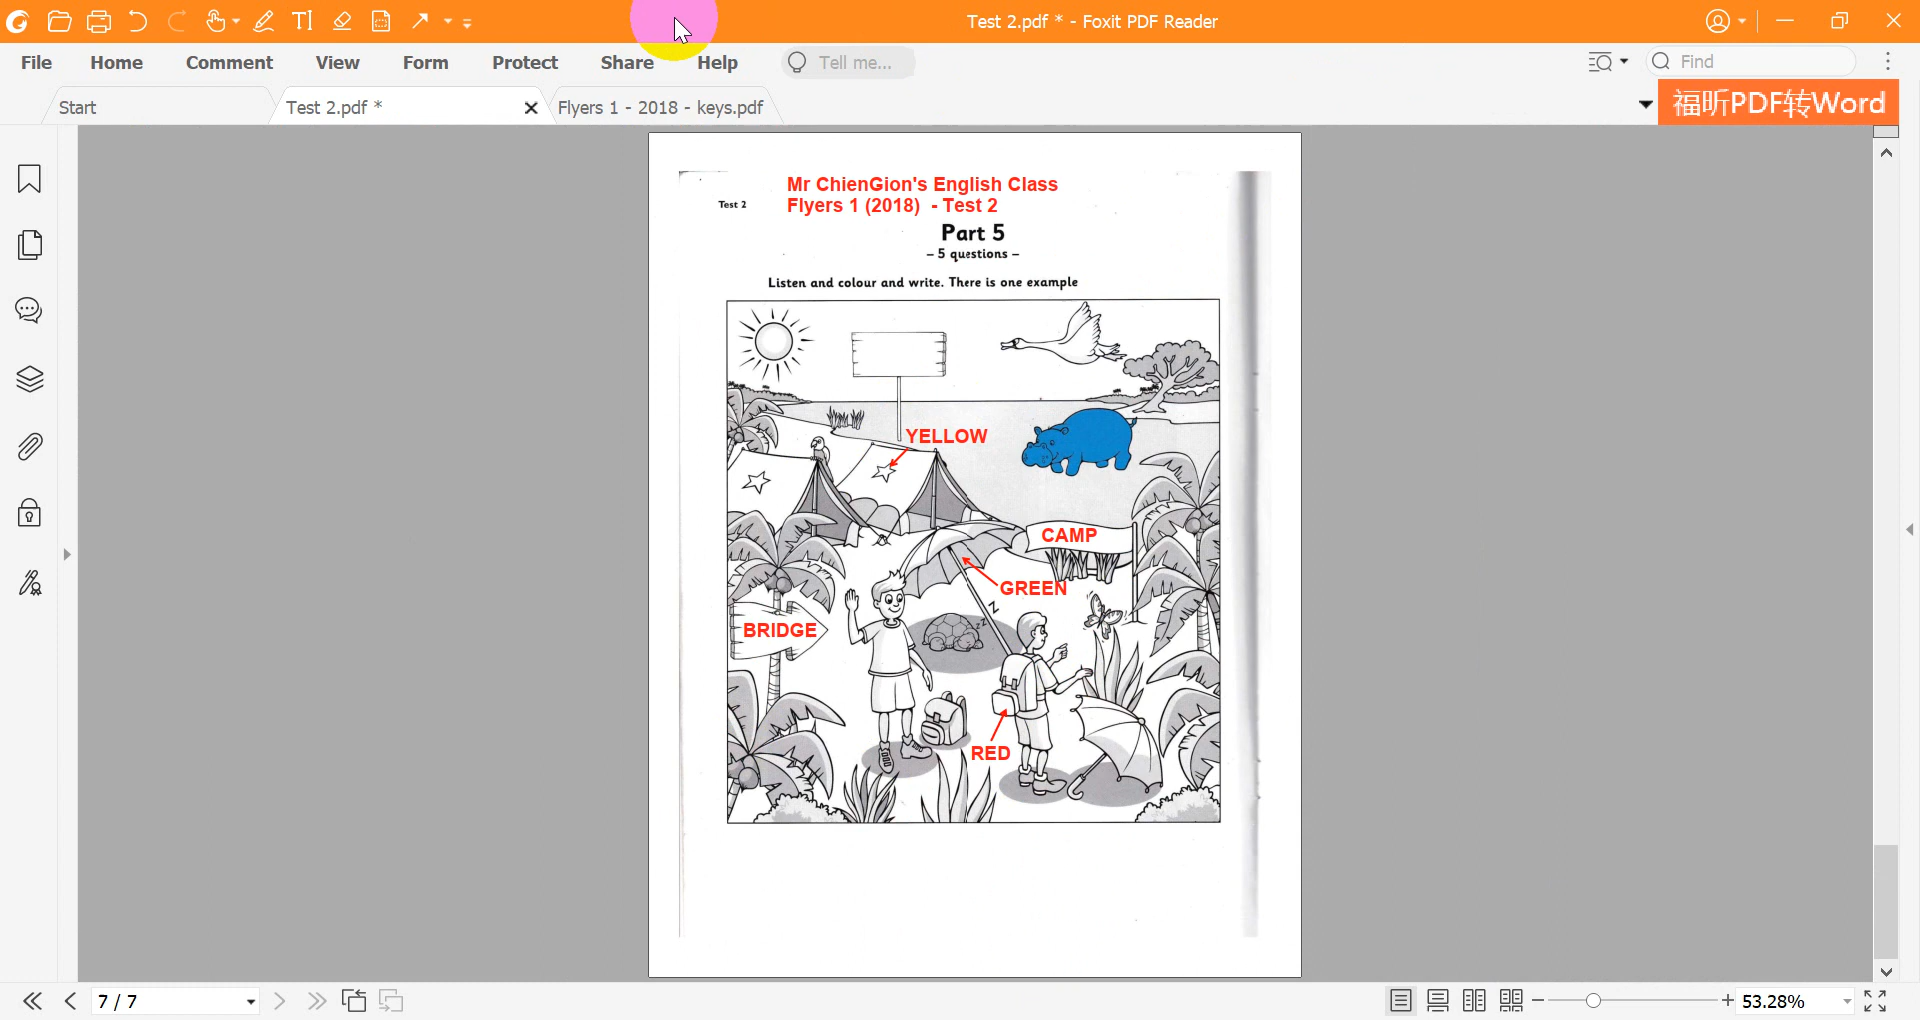 Test 2.pdf * - Foxit PDF Reader
File Home Comment View Form Protect Share Help Tell me... Find
Start Test 2.pdf * Flyers 1 - 2018 - keys.pdf 福昕PDF转Word
Mr ChienGion's English Class
Test 2 Flyers 1 (2018) - Test 2
Part 5
– 5 questions –
Listen and colour and write. There is one example
YELLOW
CAMP
GREEN
z
zzz
BRIDGE
RED
7 / 7 53.28%